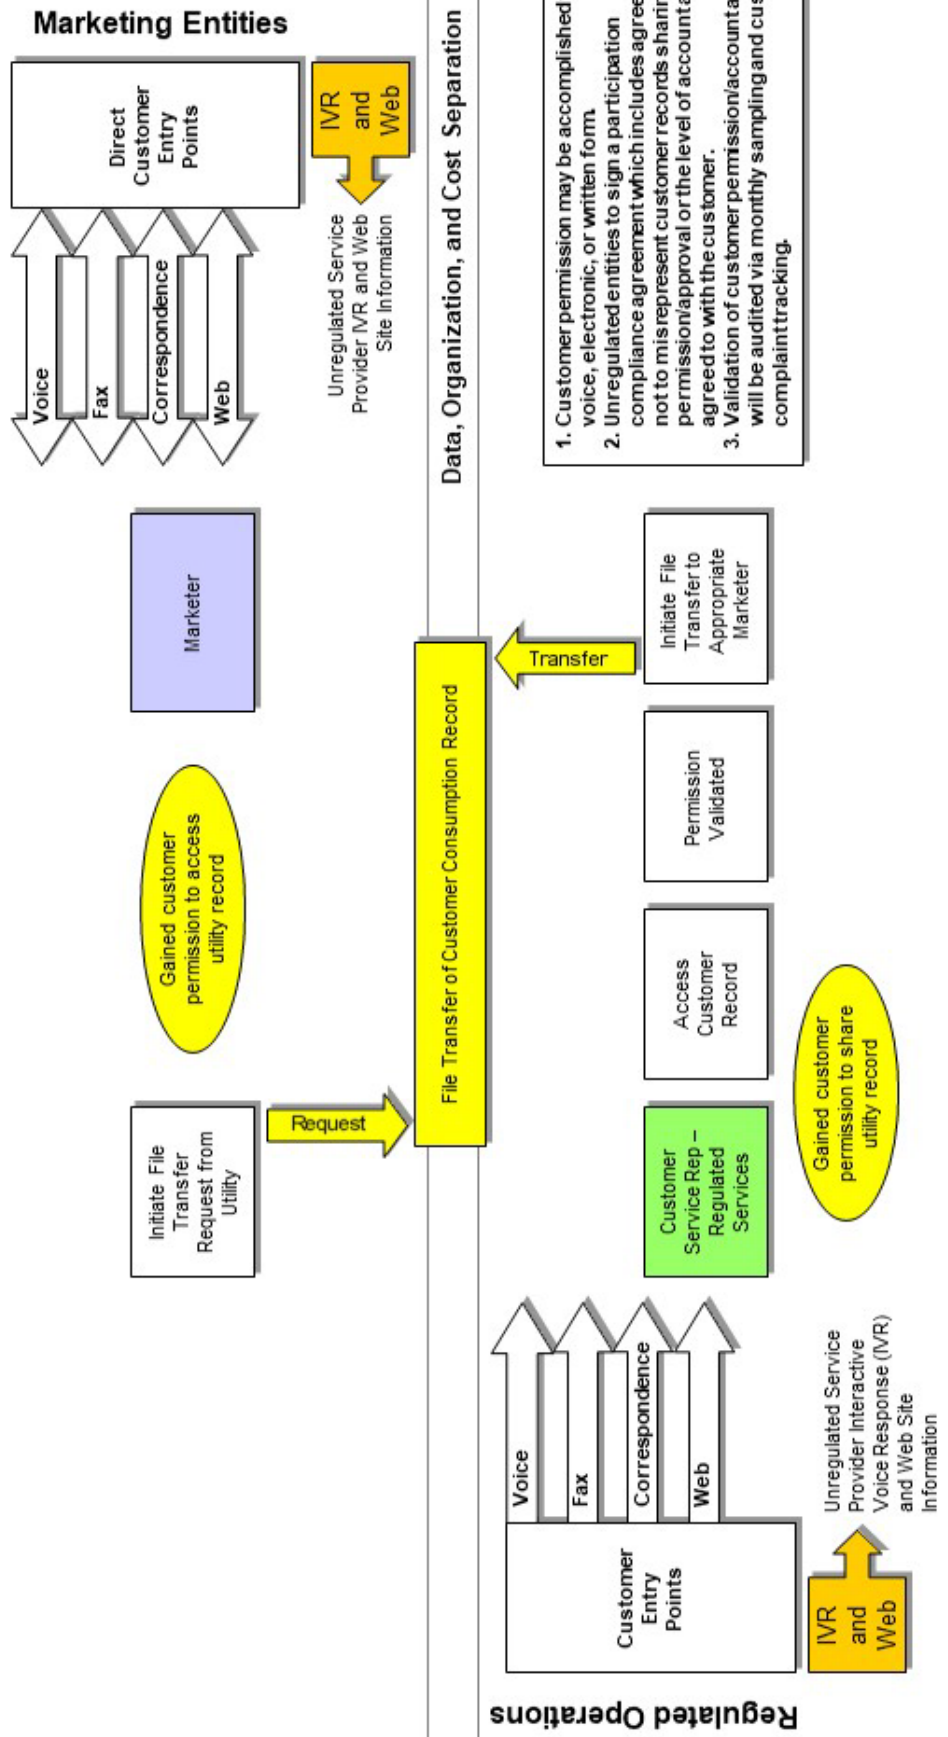 Marketing Entities
Direct
Customer
Entry
Points
IVR
and
Web
Voice
Fax
Correspondence
Web
Unregulated Service
Provider IVR and Web
Site Information
Marketer
Gained customer
permission to access
utility record
Initiate File
Transfer
Request from
Utility
Request
Data, Organization, and Cost Separation
File Transfer of Customer Consumption Record
Transfer
1. Customer permission may be accomplished
voice, electronic, or written form.
2. Unregulated entities to sign a participation
compliance agreement which includes agree
not to misrepresent customer records sharin
permission/approval or the level of accounta
agreed to with the customer.
3. Validation of customer permission/accounta
will be audited via monthly sampling and cus
complaint tracking.
Initiate File
Transfer to
Appropriate
Marketer
Permission
Validated
Access
Customer
Record
Customer
Service Rep –
Regulated
Services
Gained customer
permission to share
utility record
Voice
Fax
Correspondence
Web
Customer
Entry
Points
IVR
and
Web
Unregulated Service
Provider Interactive
Voice Response (IVR)
and Web Site
Information
Regulated Operations